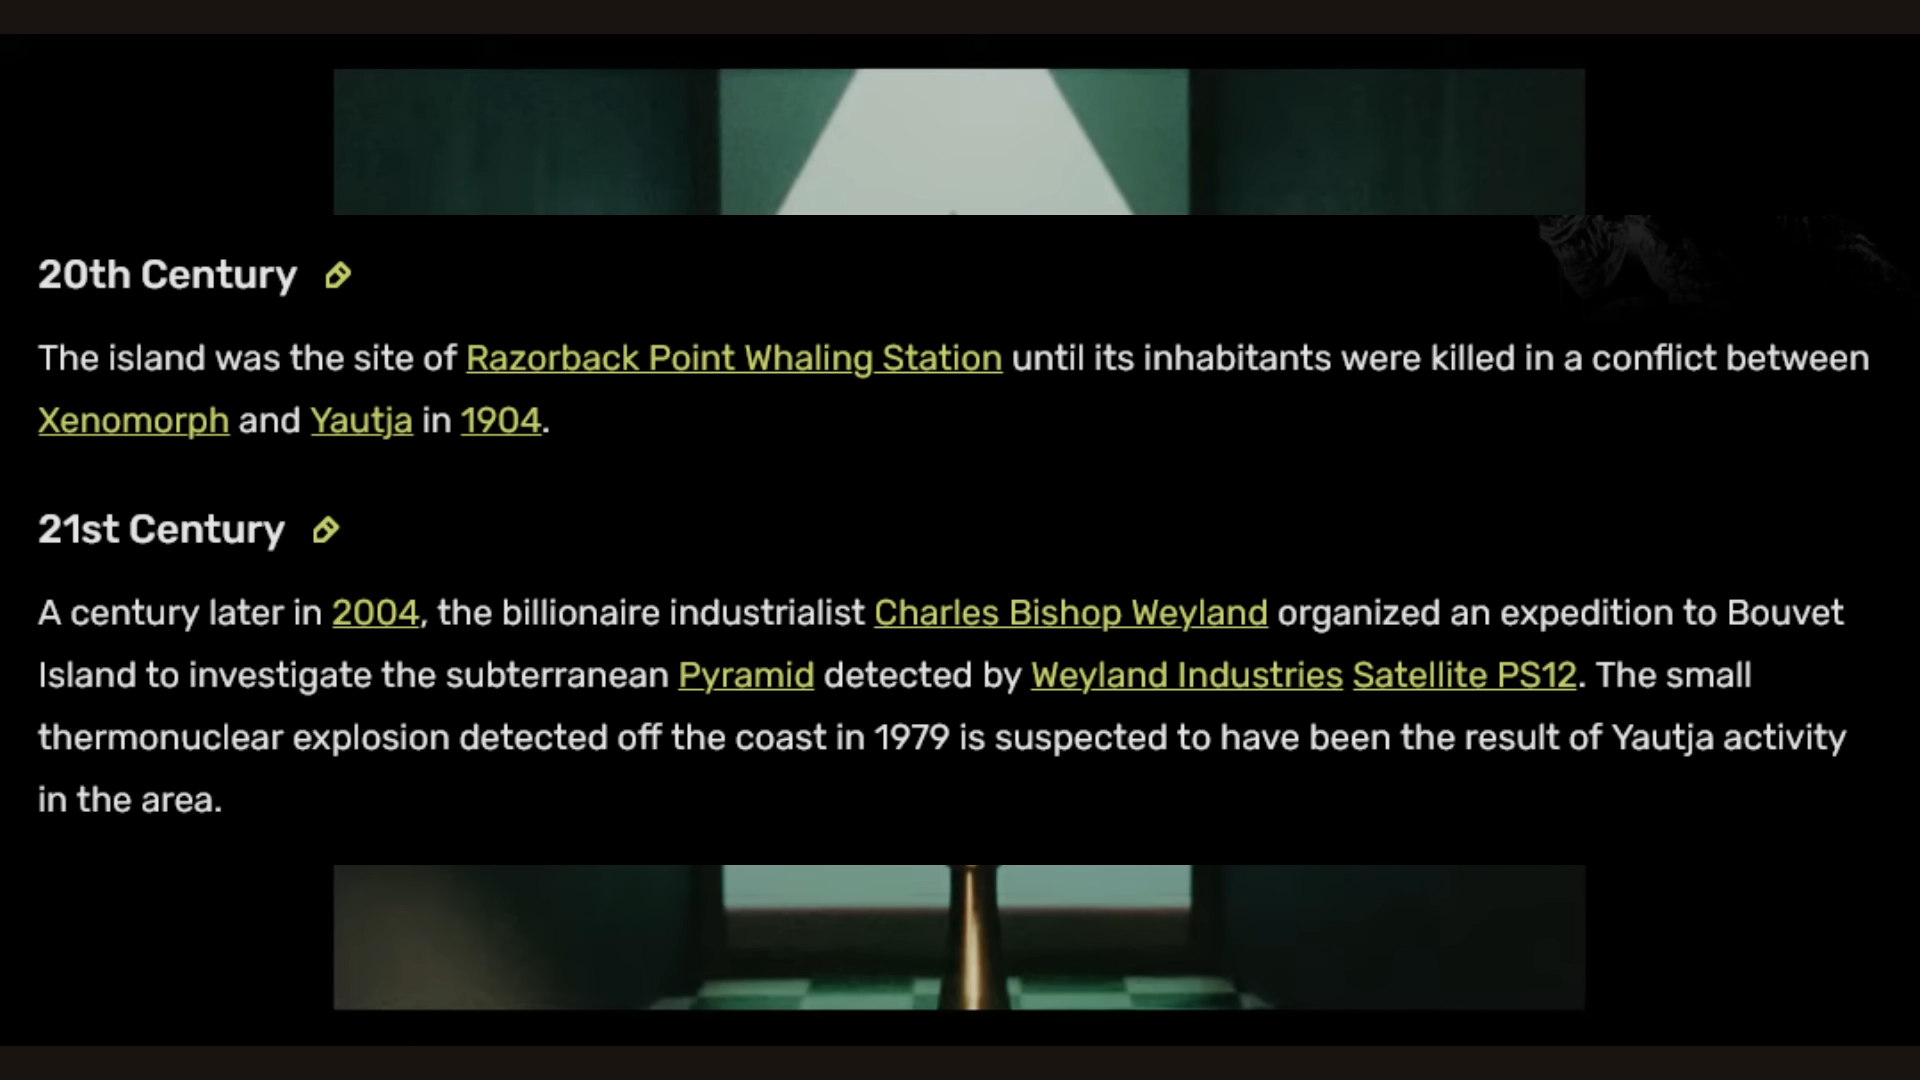 20th Century
The island was the site of Razorback Point Whaling Station until its inhabitants were killed in a conflict between
Xenomorph and Yautja in 1904.
21st Century
A century later in 2004, the billionaire industrialist Charles Bishop Weyland organized an expedition to Bouvet
Island to investigate the subterranean Pyramid detected by Weyland Industries Satellite PS12. The small
thermonuclear explosion detected off the coast in 1979 is suspected to have been the result of Yautja activity
in the area.